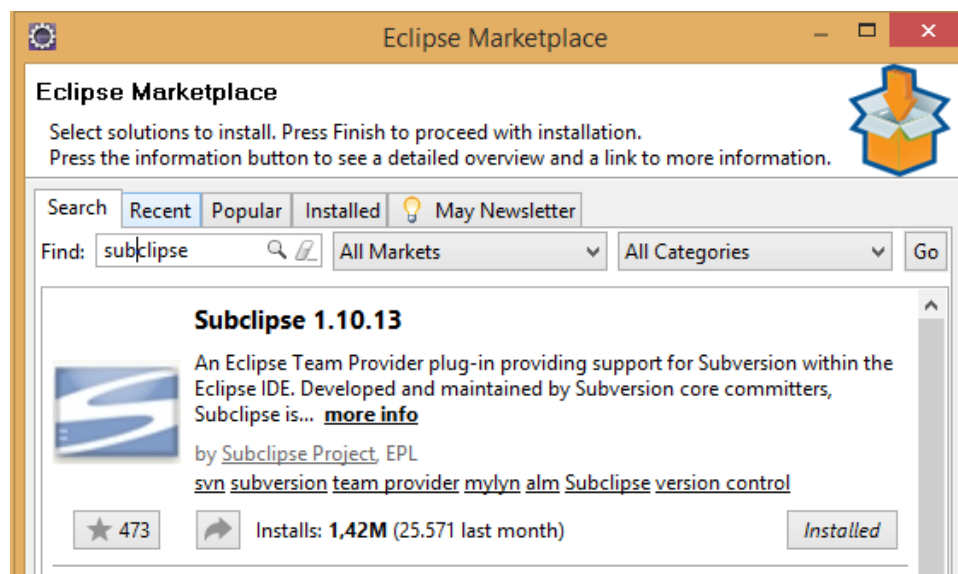 Eclipse Marketplace
Eclipse Marketplace
Select solutions to install. Press Finish to proceed with installation.
Press the information button to see a detailed overview and a link to more information.
Search Recent Popular Installed May Newsletter
Find: subclipse All Markets All Categories Go
Subclipse 1.10.13
An Eclipse Team Provider plug-in providing support for Subversion within the
Eclipse IDE. Developed and maintained by Subversion core committers,
Subclipse is... more info
by Subclipse Project, EPL
svn subversion team provider mylyn alm Subclipse version control
473 Installs: 1,42M (25.571 last month) Installed